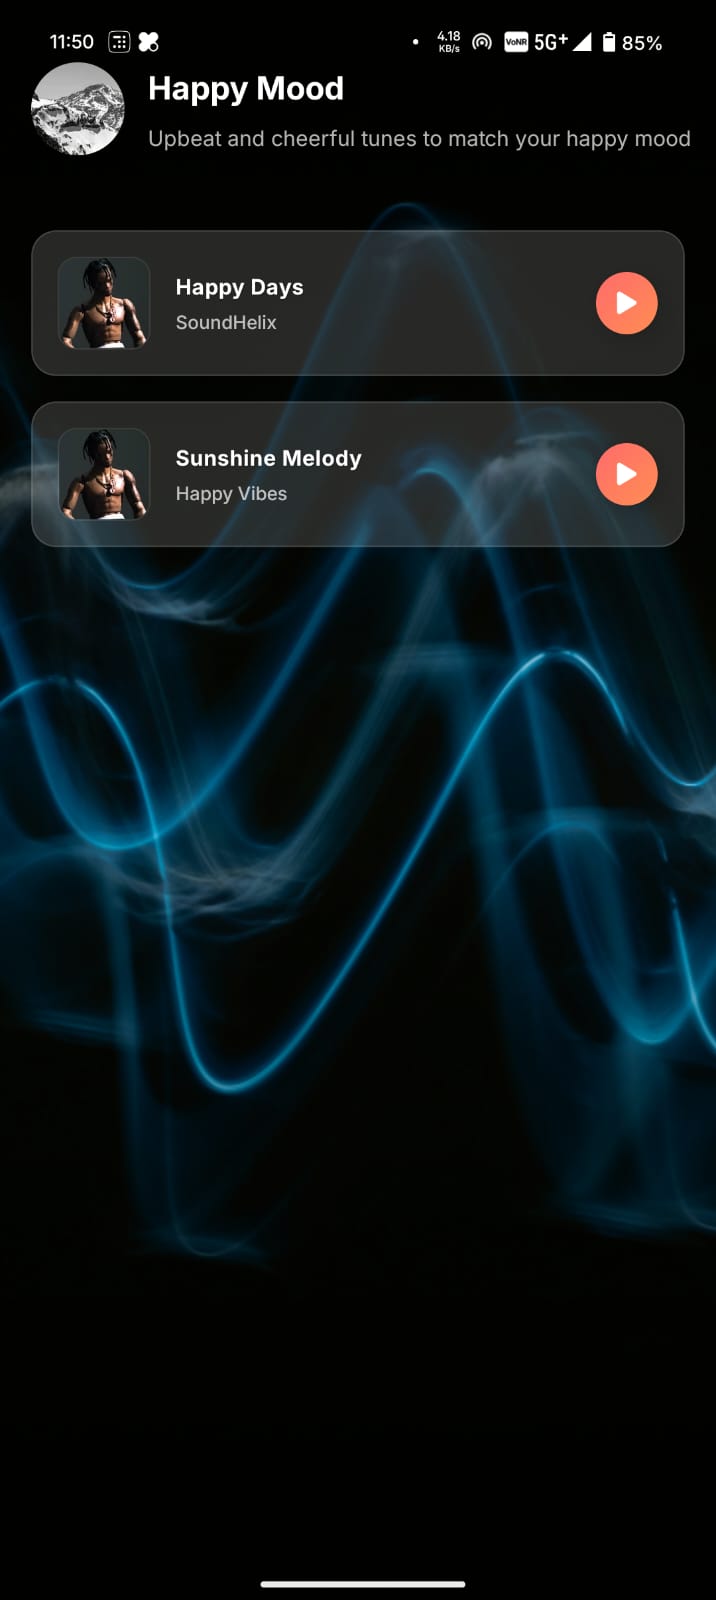 11:50 4.18 KB/s VoNR 5G+ 85%
Happy Mood
Upbeat and cheerful tunes to match your happy mood
Happy Days
SoundHelix
Sunshine Melody
Happy Vibes